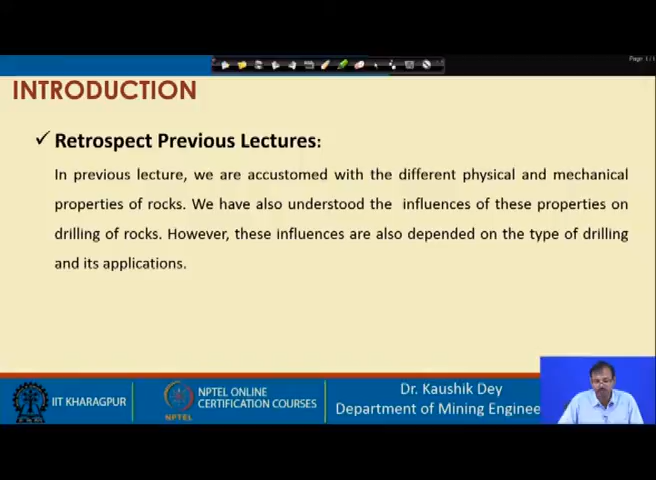 Page 1/1
INTRODUCTION
✓ Retrospect Previous Lectures:
In previous lecture, we are accustomed with the different physical and mechanical
properties of rocks. We have also understood the influences of these properties on
drilling of rocks. However, these influences are also depended on the type of drilling
and its applications.
IIT KHARAGPUR
NPTEL
NPTEL ONLINE
CERTIFICATION COURSES
Dr. Kaushik Dey
Department of Mining Enginee